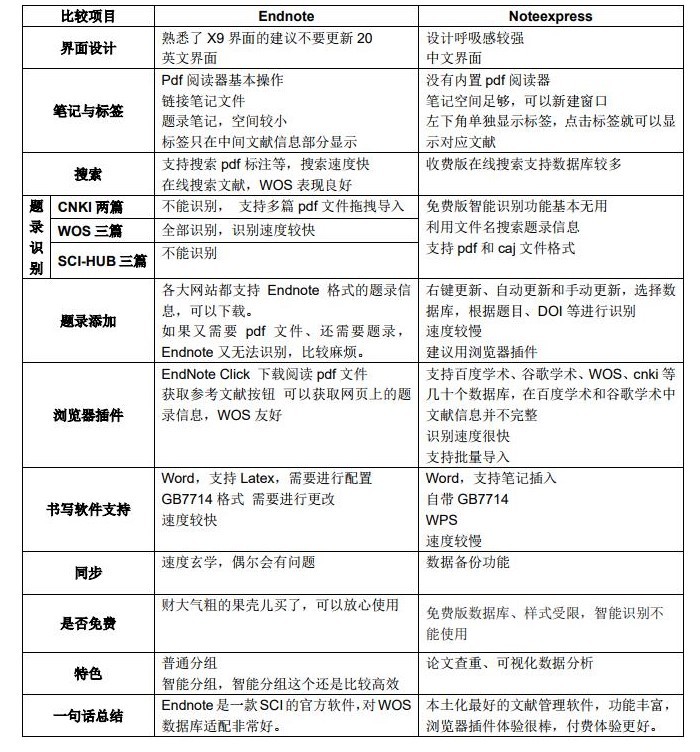 比较项目 Endnote Noteexpress
界面设计
熟悉了 X9 界面的建议不要更新 20
英文界面
设计呼吸感较强
中文界面
笔记与标签
Pdf 阅读器基本操作
链接笔记文件
题录笔记，空间较小
标签只在中间文献信息部分显示
没有内置 pdf 阅读器
笔记空间足够，可以新建窗口
左下角单独显示标签，点击标签就可以显
示对应文献
搜索
支持搜索 pdf 标注等，搜索速度快
在线搜索文献，WOS 表现良好
收费版在线搜索支持数据库较多
题
录
识
别
CNKI 两篇
不能识别， 支持多篇 pdf 文件拖拽导入
WOS 三篇
全部识别，识别速度较快
SCI-HUB 三篇
不能识别
免费版智能识别功能基本无用
利用文件名搜索题录信息
支持 pdf 和 caj 文件格式
题录添加
各大网站都支持 Endnote 格式的题录信
息，可以下载。
如果又需要 pdf 文件、还需要题录，
Endnote 又无法识别，比较麻烦。
右键更新、自动更新和手动更新，选择数
据库，根据题目、DOI 等进行识别
速度较慢
建议用浏览器插件
浏览器插件
EndNote Click 下载阅读 pdf 文件
获取参考文献按钮 可以获取网页上的题
录信息，WOS 友好
支持百度学术、谷歌学术、WOS、cnki 等
几十个数据库，在百度学术和谷歌学术中
文献信息并不完整
识别速度很快
支持批量导入
书写软件支持
Word，支持 Latex，需要进行配置
GB7714 格式 需要进行更改
速度较快
Word，支持笔记插入
自带 GB7714
WPS
速度较慢
同步
速度玄学，偶尔会有问题
数据备份功能
是否免费
财大气粗的果壳儿买了，可以放心使用
免费版数据库、样式受限，智能识别不
能使用
特色
普通分组
智能分组，智能分组这个还是比较高效
论文查重、可视化数据分析
一句话总结
Endnote 是一款 SCI 的官方软件，对 WOS
数据库适配非常好。
本土化最好的文献管理软件，功能丰富，
浏览器插件体验很棒，付费体验更好。